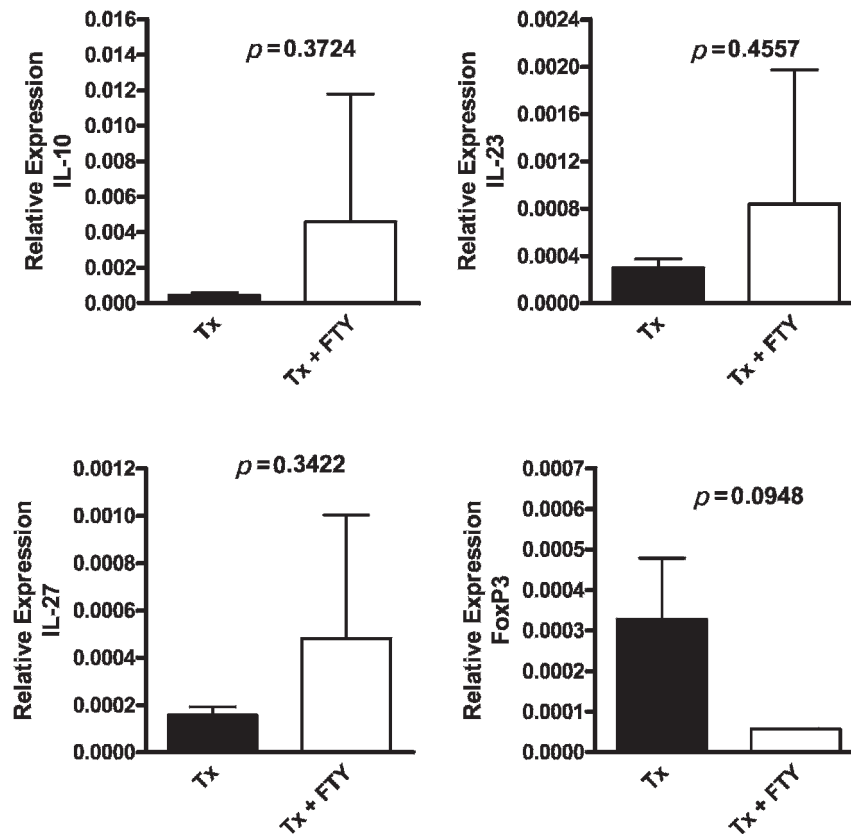 Relative Expression
IL-10
0.016
0.014
0.012
0.010
0.008
0.006
0.004
0.002
0.000
p=0.3724
Tx
Tx + FTY
Relative Expression
IL-23
0.0024
0.0020
0.0016
0.0012
0.0008
0.0004
0.0000
p=0.4557
Tx
Tx + FTY
Relative Expression
IL-27
0.0012
0.0010
0.0008
0.0006
0.0004
0.0002
0.0000
p=0.3422
Tx
Tx + FTY
Relative Expression
FoxP3
0.0007
0.0006
0.0005
0.0004
0.0003
0.0002
0.0001
0.0000
p=0.0948
Tx
Tx + FTY